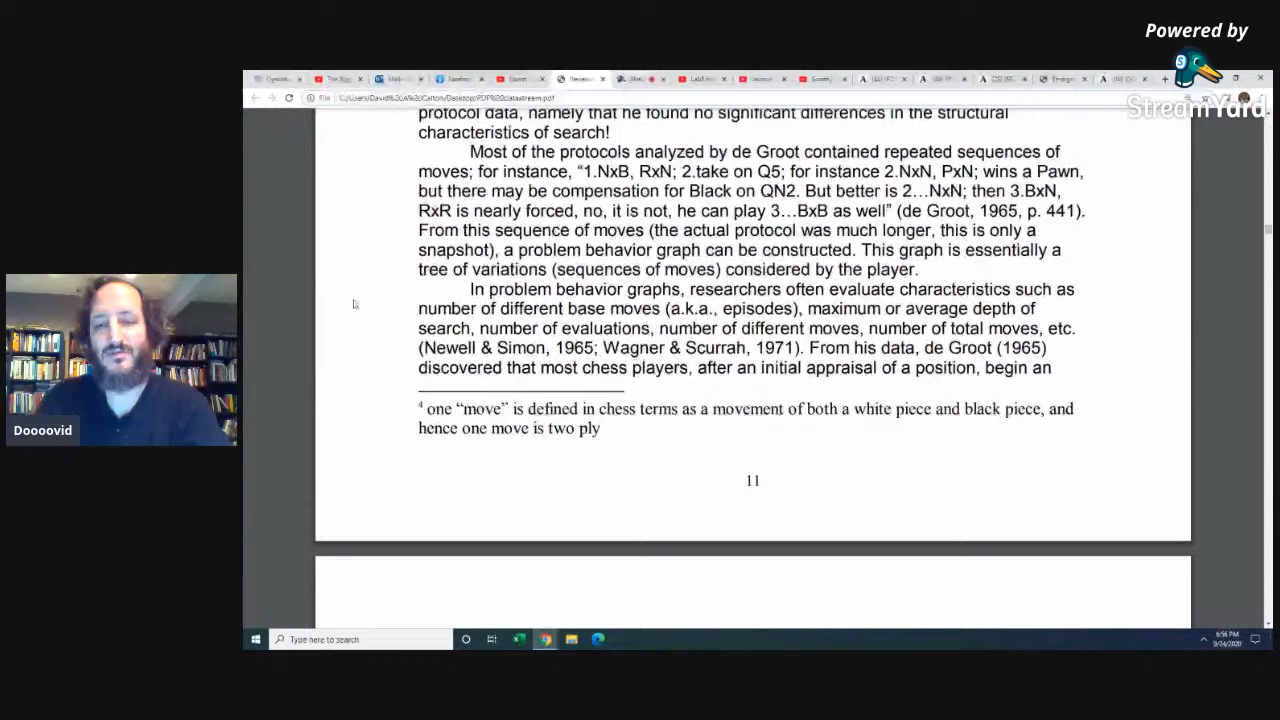 Powered by
StreamYard
File
protocol data, namely that he found no significant differences in the structural
characteristics of search!
Most of the protocols analyzed by de Groot contained repeated sequences of
moves; for instance, “1.NxB, RxN; 2.take on Q5; for instance 2.NxN, PxN; wins a Pawn,
but there may be compensation for Black on QN2. But better is 2…NxN; then 3.BxN,
RxR is nearly forced, no, it is not, he can play 3…BxB as well” (de Groot, 1965, p. 441).
From this sequence of moves (the actual protocol was much longer, this is only a
snapshot), a problem behavior graph can be constructed. This graph is essentially a
tree of variations (sequences of moves) considered by the player.
In problem behavior graphs, researchers often evaluate characteristics such as
number of different base moves (a.k.a., episodes), maximum or average depth of
search, number of evaluations, number of different moves, number of total moves, etc.
(Newell & Simon, 1965; Wagner & Scurrah, 1971). From his data, de Groot (1965)
discovered that most chess players, after an initial appraisal of a position, begin an
4 one “move” is defined in chess terms as a movement of both a white piece and black piece, and
hence one move is two ply
11
Doooovid
Type here to search
6:56 PM
9/24/2020